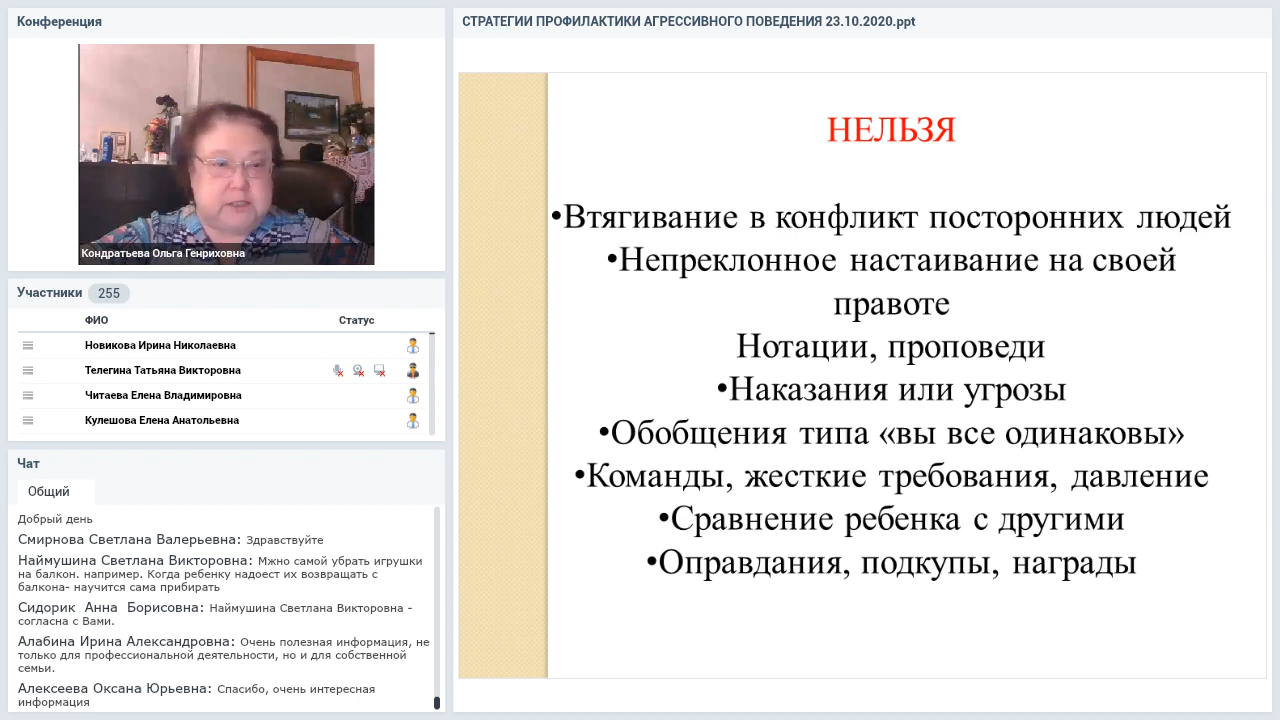 Конференция
Кондратьева Ольга Генриховна
Участники 255
ФИО Статус
Новикова Ирина Николаевна
Телегина Татьяна Викторовна
Читаева Елена Владимировна
Кулешова Елена Анатольевна
Чат
Общий
Добрый день
Смирнова Светлана Валерьевна: Здравствуйте
Наймушина Светлана Викторовна: Мжно самой убрать игрушки
на балкон. например. Когда ребенку надоест их возвращать с
балкона- научится сама прибирать
Сидорик Анна Борисовна: Наймушина Светлана Викторовна -
согласна с Вами.
Алабина Ирина Александровна: Очень полезная информация, не
только для профессиональной деятельности, но и для собственной
семьи.
Алексеева Оксана Юрьевна: Спасибо, очень интересная
информация
СТРАТЕГИИ ПРОФИЛАКТИКИ АГРЕССИВНОГО ПОВЕДЕНИЯ 23.10.2020.ppt
НЕЛЬЗЯ
•Втягивание в конфликт посторонних людей
•Непреклонное настаивание на своей
правоте
Нотации, проповеди
•Наказания или угрозы
•Обобщения типа «вы все одинаковы»
•Команды, жесткие требования, давление
•Сравнение ребенка с другими
•Оправдания, подкупы, награды